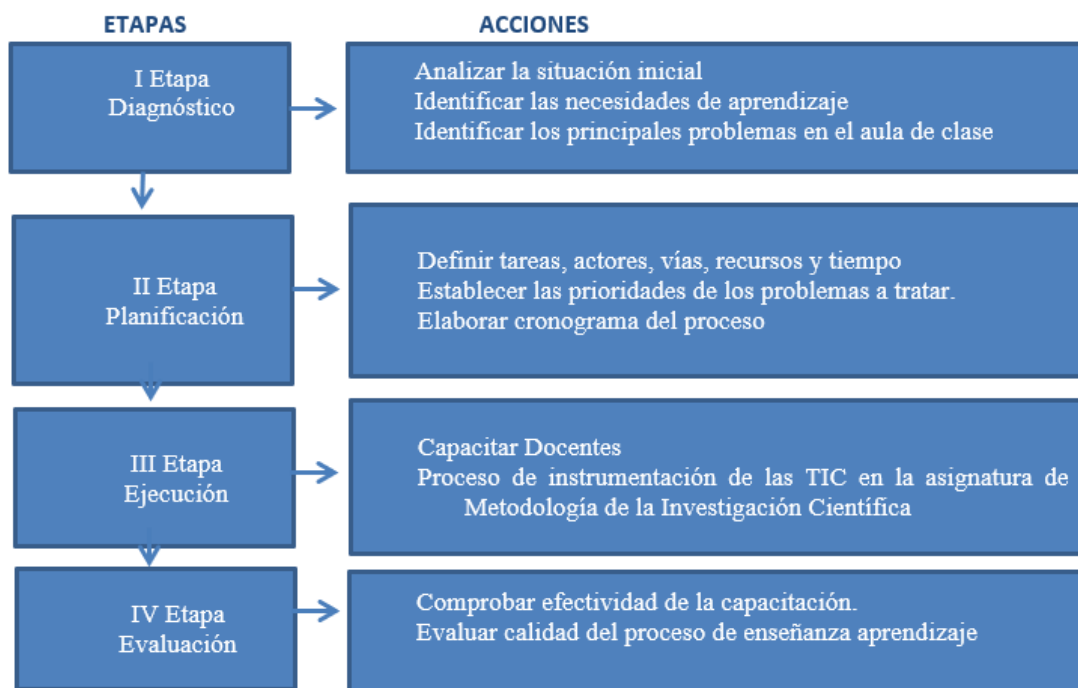 ETAPAS
ACCIONES
I Etapa
Diagnóstico
Analizar la situación inicial
Identificar las necesidades de aprendizaje
Identificar los principales problemas en el aula de clase
II Etapa
Planificación
Definir tareas, actores, vías, recursos y tiempo
Establecer las prioridades de los problemas a tratar.
Elaborar cronograma del proceso
III Etapa
Ejecución
Capacitar Docentes
Proceso de instrumentación de las TIC en la asignatura de
Metodología de la Investigación Científica
IV Etapa
Evaluación
Comprobar efectividad de la capacitación.
Evaluar calidad del proceso de enseñanza aprendizaje